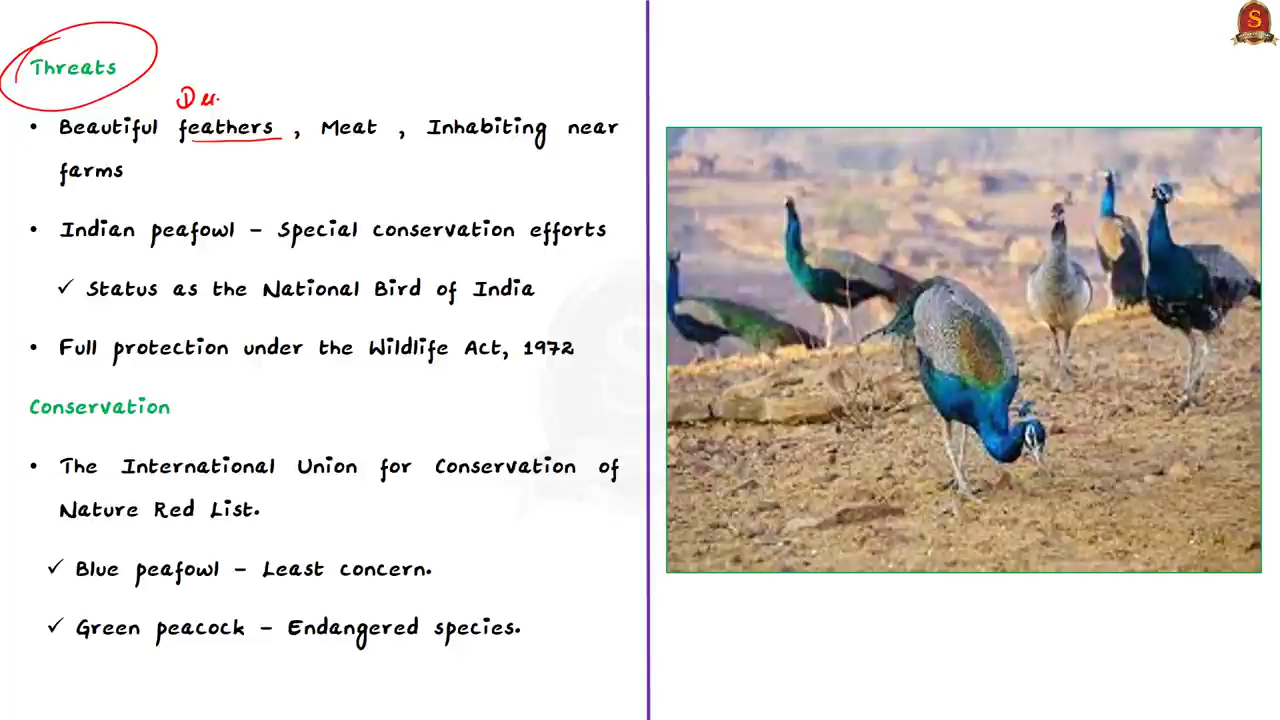 Threats
• Beautiful feathers , Meat , Inhabiting near
farms
• Indian peafowl – Special conservation efforts
✓ Status as the National Bird of India
• Full protection under the Wildlife Act, 1972
Conservation
• The International Union for Conservation of
Nature Red List.
✓ Blue peafowl – Least concern.
✓ Green peacock – Endangered species.